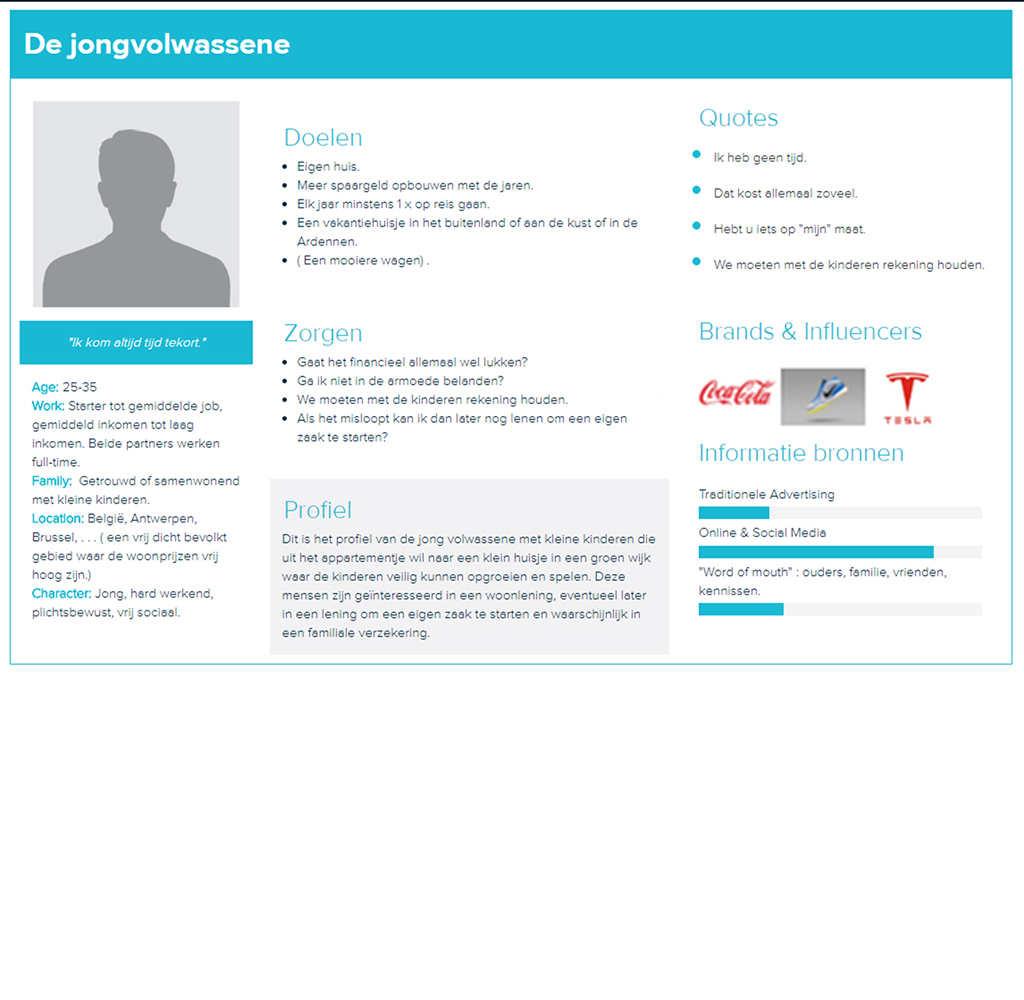 De jongvolwassene
"Ik kom altijd tijd tekort."
Age: 25-35
Work: Starter tot gemiddelde job,
gemiddeld inkomen tot laag
inkomen. Beide partners werken
full-time.
Family: Getrouwd of samenwonend
met kleine kinderen.
Location: België, Antwerpen,
Brussel, . . . ( een vrij dicht bevolkt
gebied waar de woonprijzen vrij
hoog zijn.)
Character: Jong, hard werkend,
plichtsbewust, vrij sociaal.
Doelen
Eigen huis.
Meer spaargeld opbouwen met de jaren.
Elk jaar minstens 1 x op reis gaan.
Een vakantiehuisje in het buitenland of aan de kust of in de
Ardennen.
( Een mooiere wagen) .
Zorgen
Gaat het financieel allemaal wel lukken?
Ga ik niet in de armoede belanden?
We moeten met de kinderen rekening houden.
Als het misloopt kan ik dan later nog lenen om een eigen
zaak te starten?
Profiel
Dit is het profiel van de jong volwassene met kleine kinderen die
uit het appartementje wil naar een klein huisje in een groen wijk
waar de kinderen veilig kunnen opgroeien en spelen. Deze
mensen zijn geïnteresseerd in een woonlening, eventueel later
in een lening om een eigen zaak te starten en waarschijnlijk in
een familiale verzekering.
Quotes
Ik heb geen tijd.
Dat kost allemaal zoveel.
Hebt u iets op "mijn" maat.
We moeten met de kinderen rekening houden.
Brands & Influencers
Coca-Cola
TESLA
Informatie bronnen
Traditionele Advertising
Online & Social Media
"Word of mouth" : ouders, familie, vrienden,
kennissen.